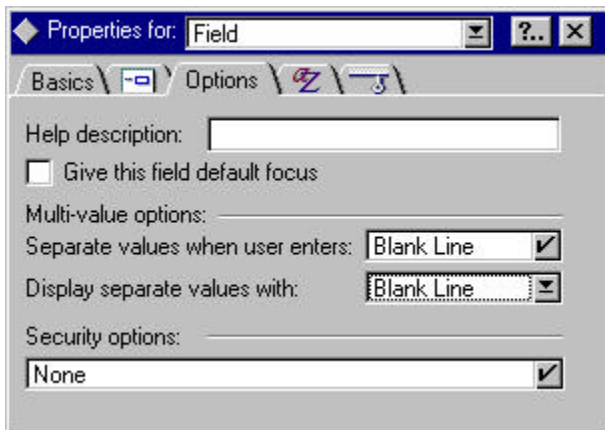 Properties for: Field ?..
Basics Options aZ
Help description:
Give this field default focus
Multi-value options:
Separate values when user enters: Blank Line
Display separate values with: Blank Line
Security options:
None